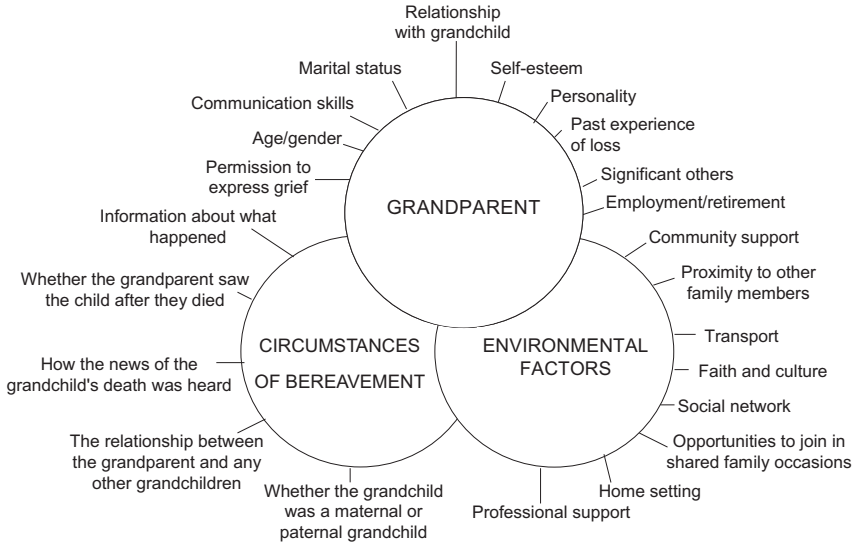 Relationship
with grandchild
Marital status
Self-esteem
Communication skills
Personality
Age/gender
Past experience
of loss
Permission to
express grief
Significant others
GRANDPARENT
Employment/retirement
Information about what
happened
Community support
Whether the grandparent saw
the child after they died
Proximity to other
family members
CIRCUMSTANCES
OF BEREAVEMENT
ENVIRONMENTAL
FACTORS
Transport
How the news of the
grandchild's death was heard
Faith and culture
Social network
The relationship between
the grandparent and any
other grandchildren
Opportunities to join in
shared family occasions
Whether the grandchild
was a maternal or
paternal grandchild
Home setting
Professional support